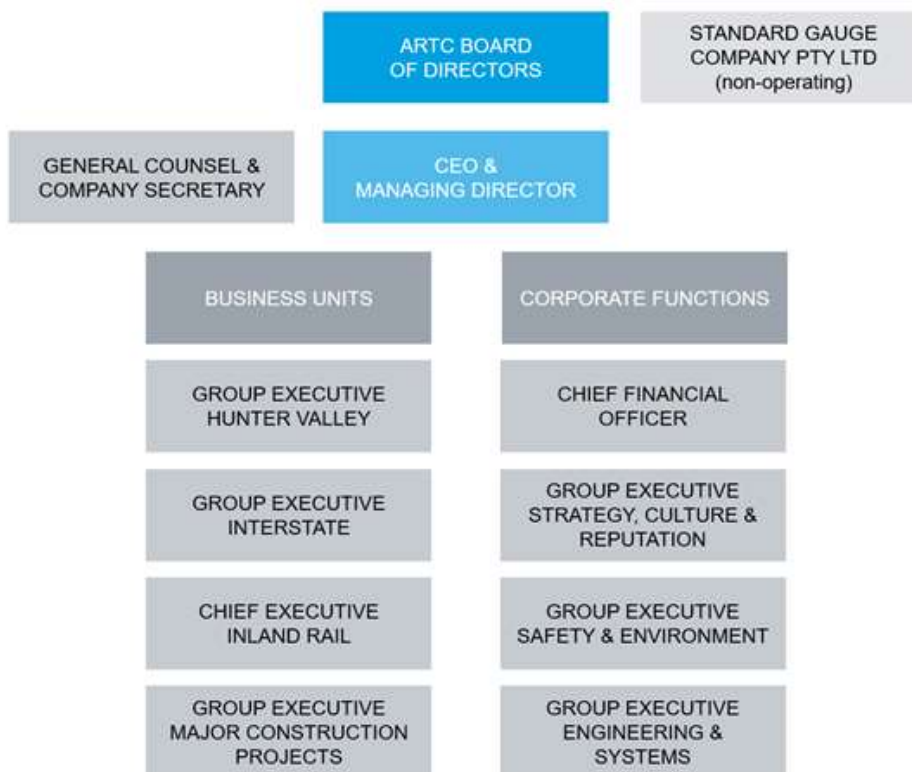 ARTC BOARD
OF DIRECTORS
STANDARD GAUGE
COMPANY PTY LTD
(non-operating)
GENERAL COUNSEL &
COMPANY SECRETARY
CEO &
MANAGING DIRECTOR
BUSINESS UNITS
CORPORATE FUNCTIONS
GROUP EXECUTIVE
HUNTER VALLEY
CHIEF FINANCIAL
OFFICER
GROUP EXECUTIVE
INTERSTATE
GROUP EXECUTIVE
STRATEGY, CULTURE &
REPUTATION
CHIEF EXECUTIVE
INLAND RAIL
GROUP EXECUTIVE
SAFETY & ENVIRONMENT
GROUP EXECUTIVE
MAJOR CONSTRUCTION
PROJECTS
GROUP EXECUTIVE
ENGINEERING &
SYSTEMS